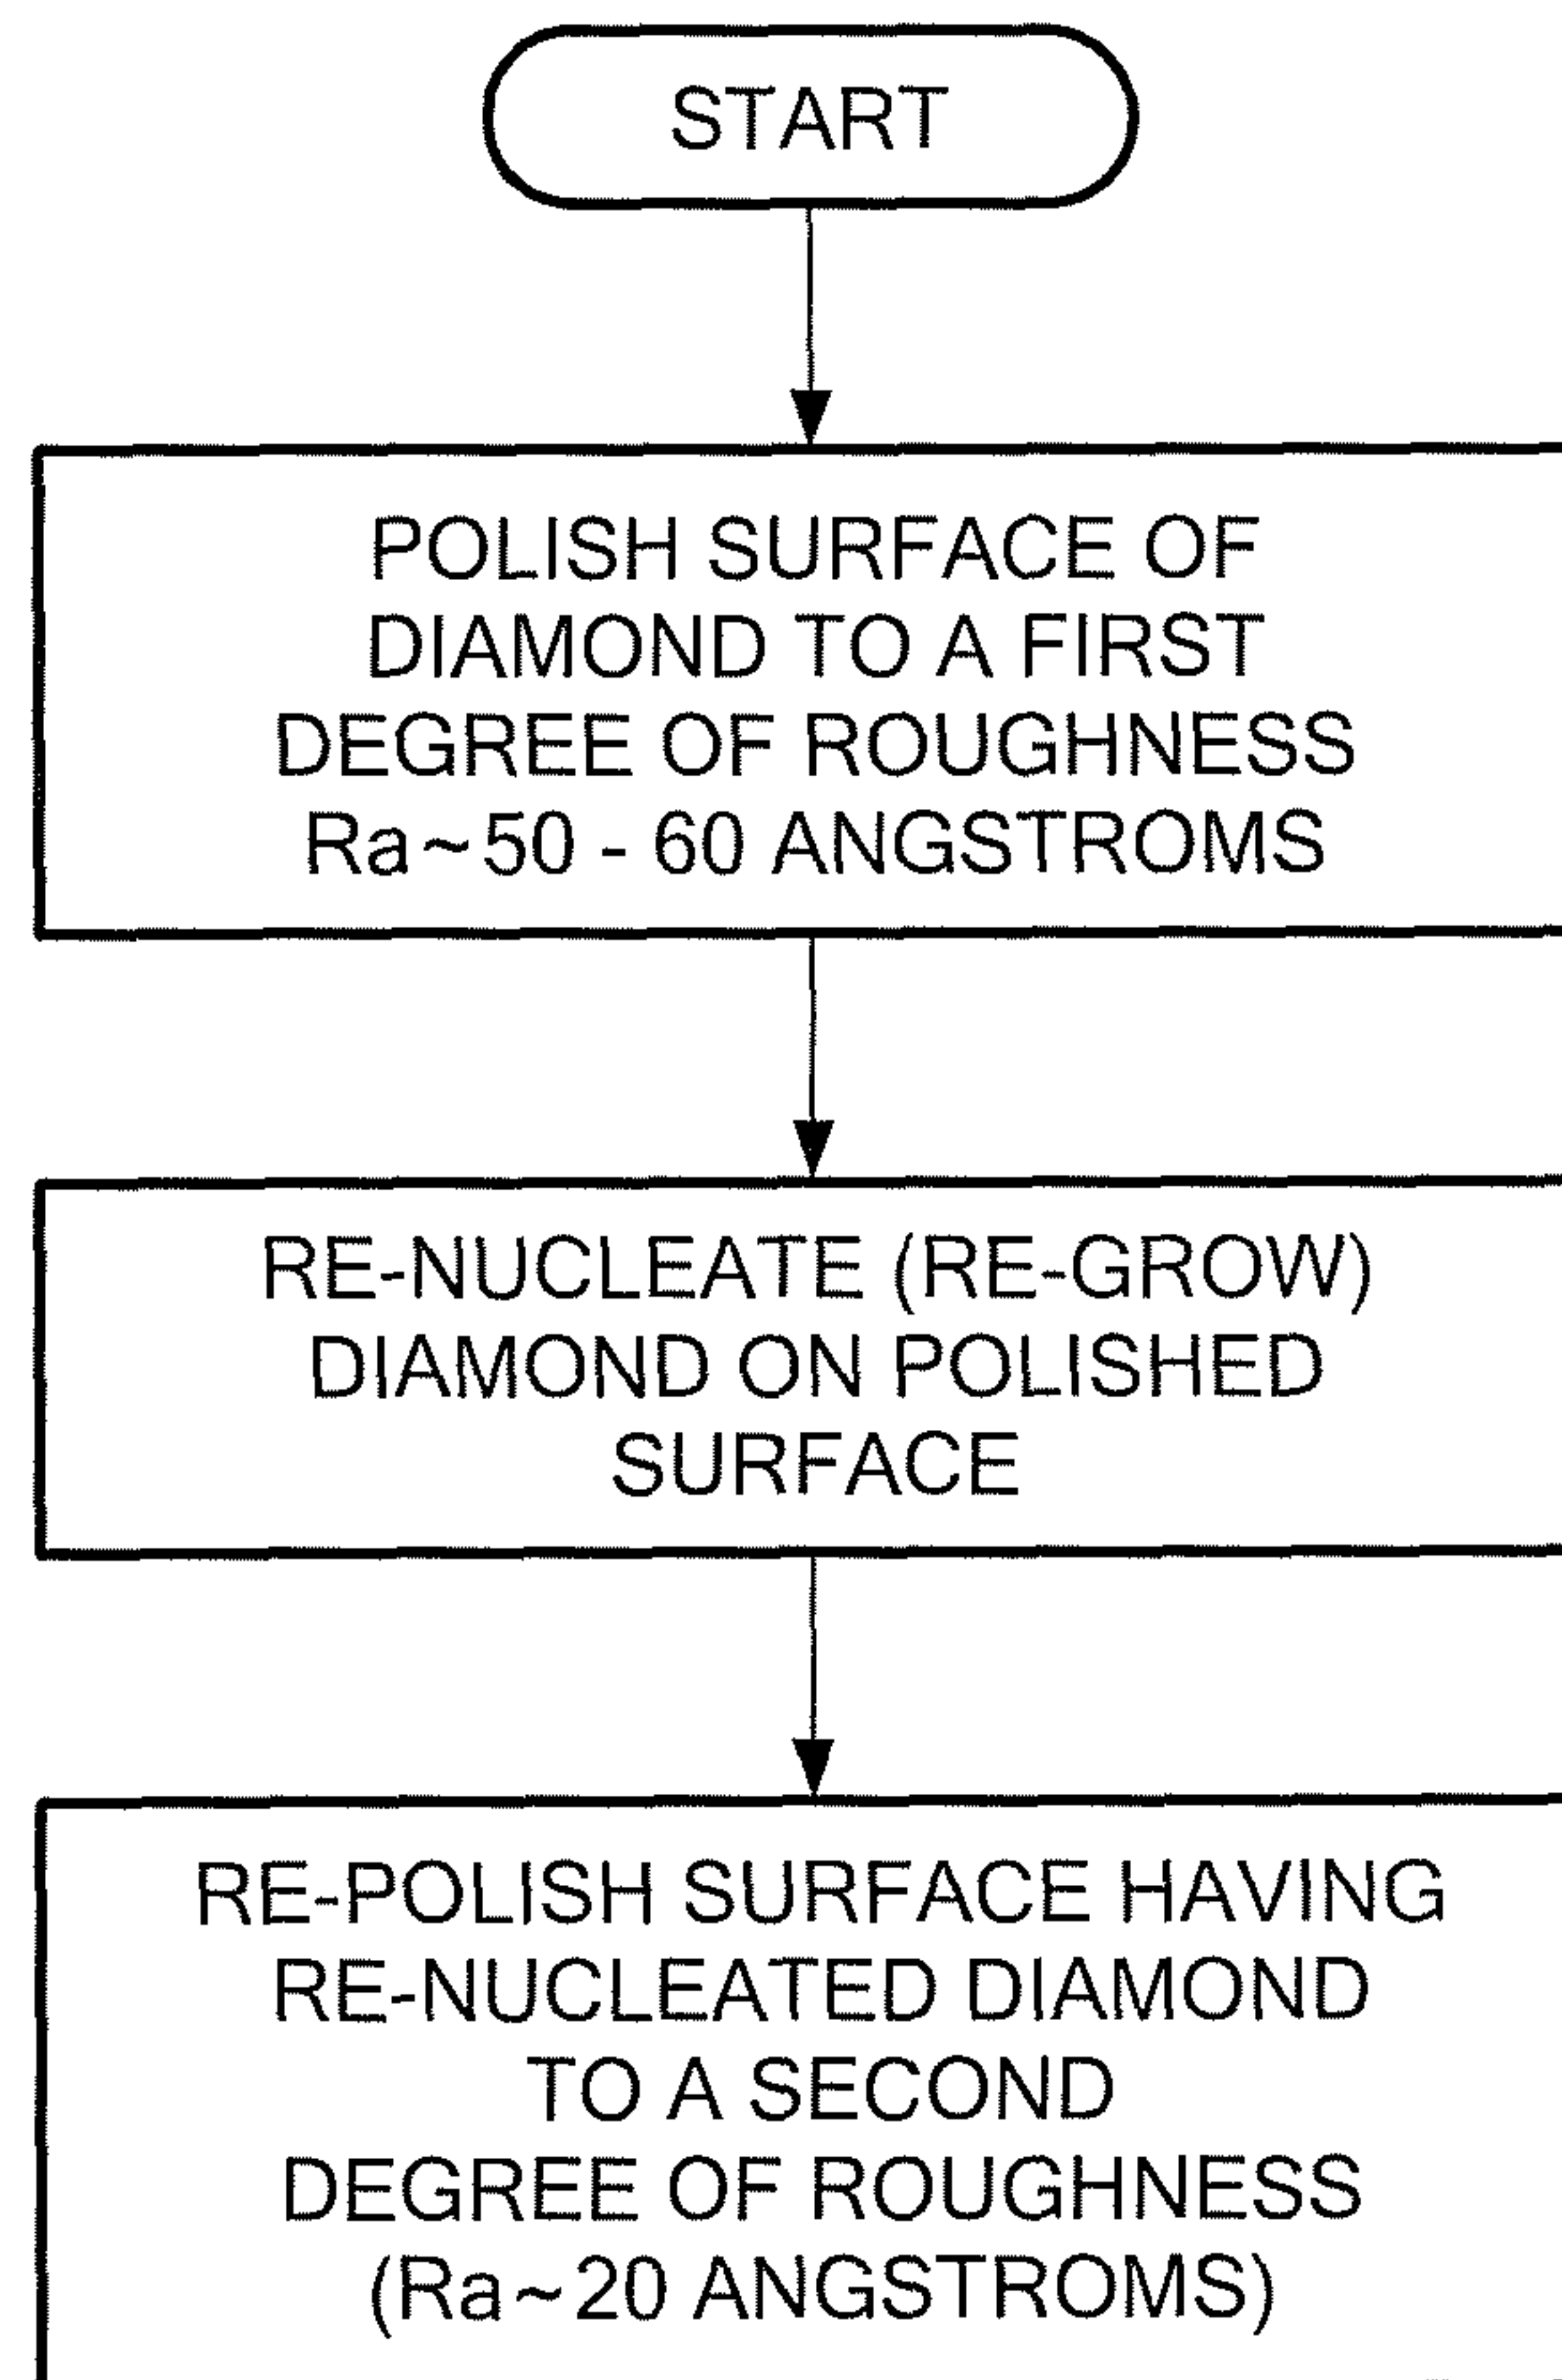 START
POLISH SURFACE OF
DIAMOND TO A FIRST
DEGREE OF ROUGHNESS
Ra~50 - 60 ANGSTROMS
RE-NUCLEATE (RE-GROW)
DIAMOND ON POLISHED
SURFACE
RE-POLISH SURFACE HAVING
RE-NUCLEATED DIAMOND
TO A SECOND
DEGREE OF ROUGHNESS
(Ra~20 ANGSTROMS)